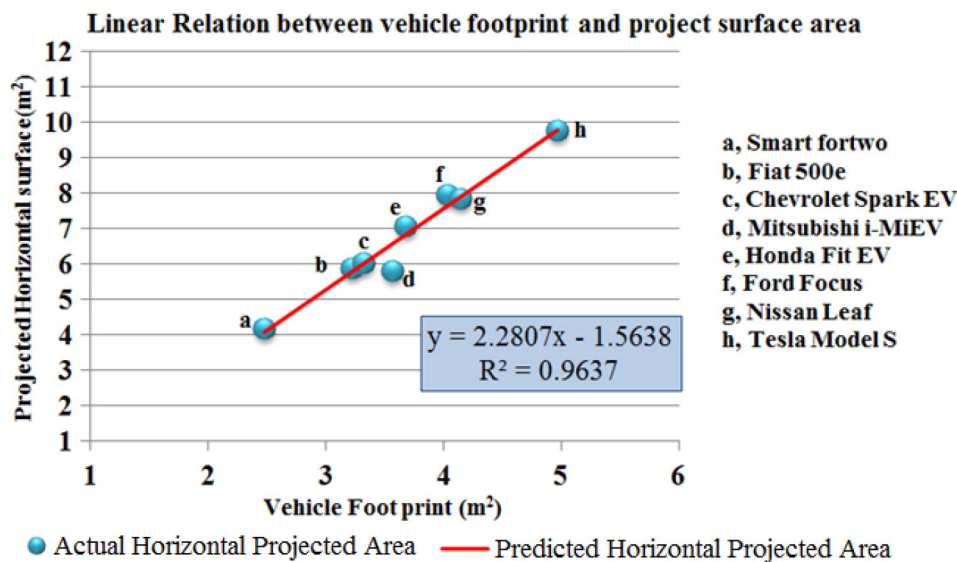 Linear Relation between vehicle footprint and project surface area
Projected Horizontal surface(m²)
12
11
10
9
8
7
6
5
4
3
2
1
a
b
c
d
e
f
g
h
y = 2.2807x - 1.5638
R² = 0.9637
1 2 3 4 5 6
Vehicle Foot print (m²)
a, Smart fortwo
b, Fiat 500e
c, Chevrolet Spark EV
d, Mitsubishi i-MiEV
e, Honda Fit EV
f, Ford Focus
g, Nissan Leaf
h, Tesla Model S
Actual Horizontal Projected Area
Predicted Horizontal Projected Area